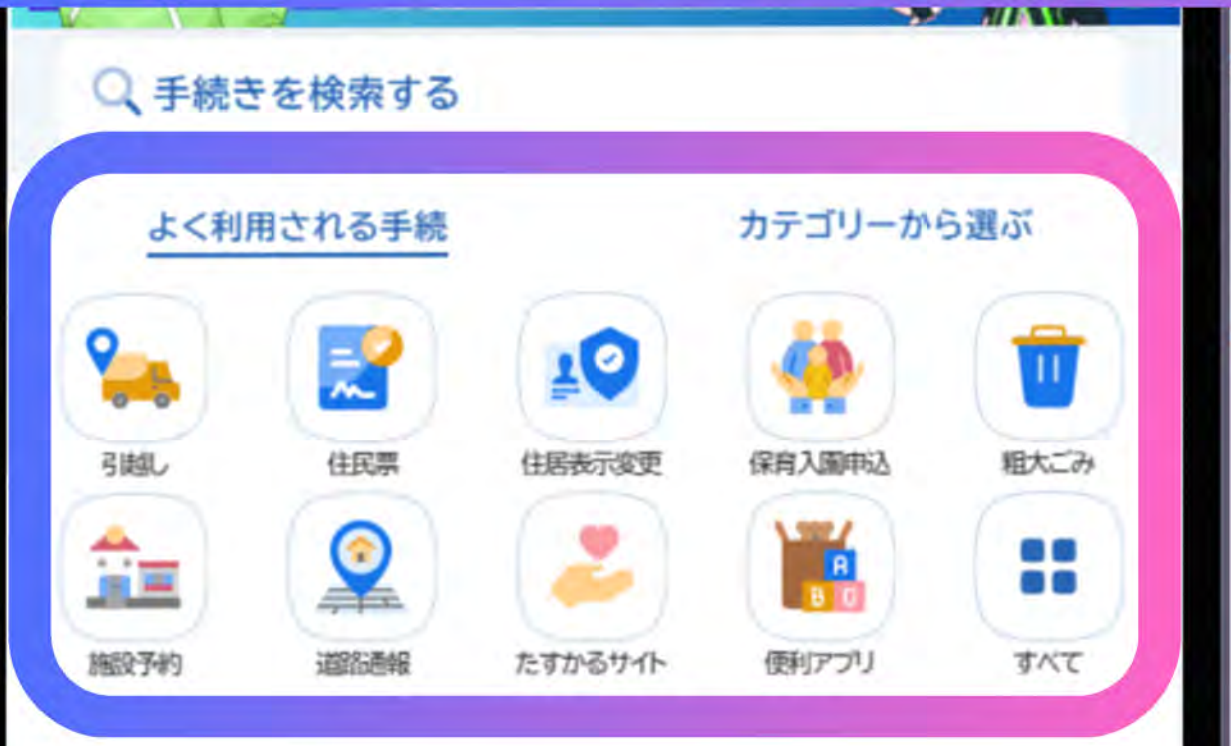 手続きを検索する
よく利用される手続 カテゴリーから選ぶ
引越し 住民票 住居表示変更 保育入園申込 粗大ごみ
施設予約 道路通報 たすかるサイト 便利アプリ すべて